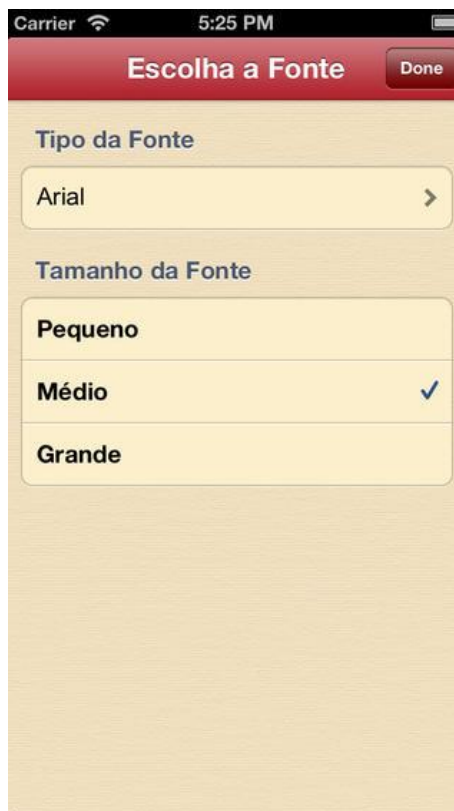 Carrier 5:25 PM
Escolha a Fonte Done
Tipo da Fonte
Arial
Tamanho da Fonte
Pequeno
Médio
Grande